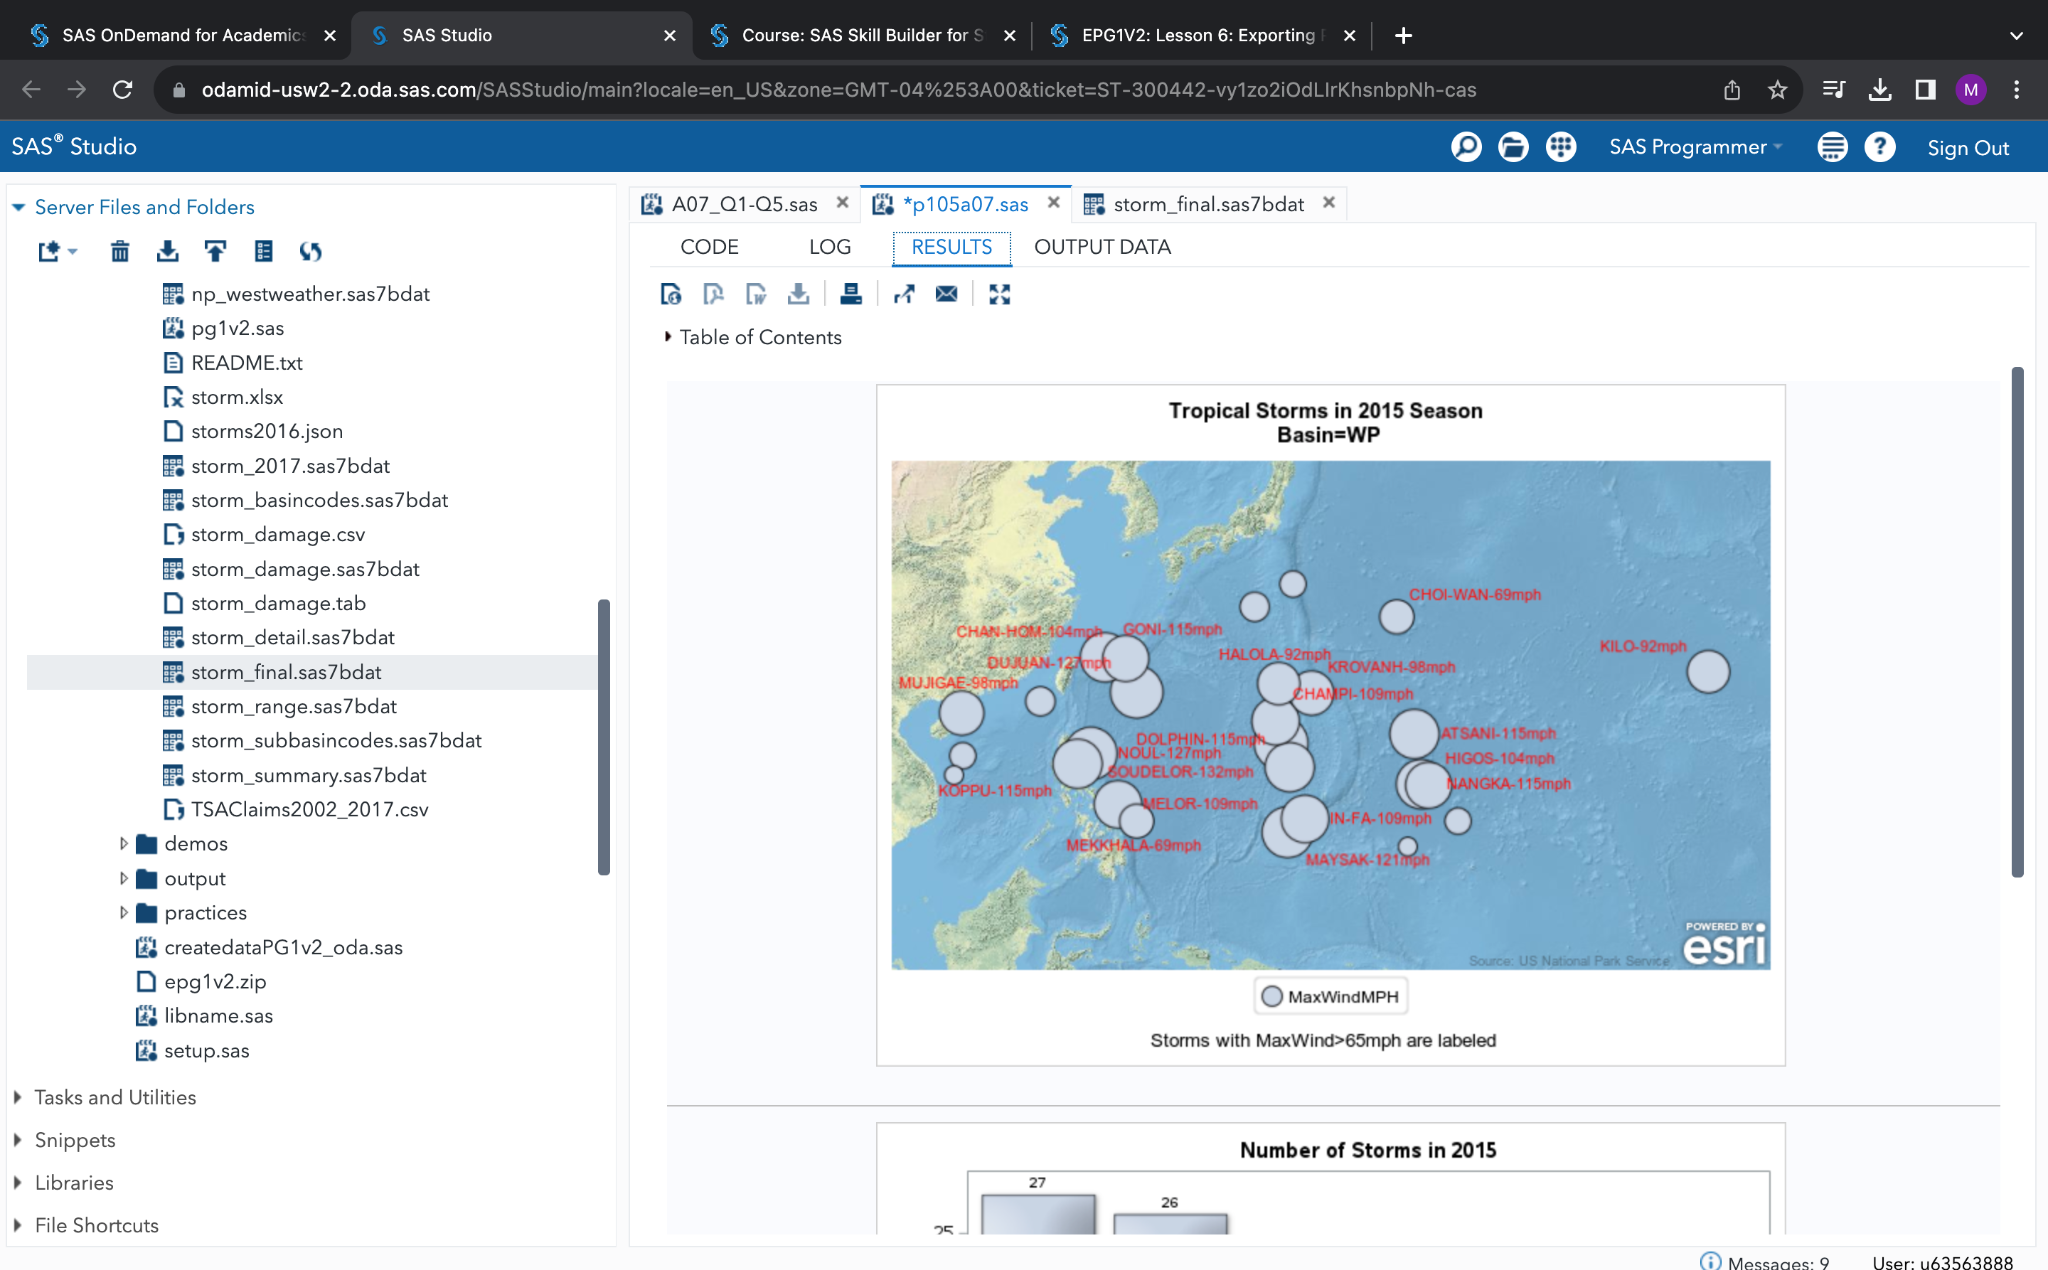 SAS OnDemand for Academics
SAS Studio
Course: SAS Skill Builder for S
EPG1V2: Lesson 6: Exporting R
odamid-usw2-2.oda.sas.com/SASStudio/main?locale=en_US&zone=GMT-04%253A00&ticket=ST-300442-vy1zo2iOdLIrKhsnbpNh-cas
M
SAS® Studio
SAS Programmer
Sign Out
Server Files and Folders
np_westweather.sas7bdat
pg1v2.sas
README.txt
storm.xlsx
storms2016.json
storm_2017.sas7bdat
storm_basincodes.sas7bdat
storm_damage.csv
storm_damage.sas7bdat
storm_damage.tab
storm_detail.sas7bdat
storm_final.sas7bdat
storm_range.sas7bdat
storm_subbasincodes.sas7bdat
storm_summary.sas7bdat
TSAClaims2002_2017.csv
demos
output
practices
createdataPG1v2_oda.sas
epg1v2.zip
libname.sas
setup.sas
Tasks and Utilities
Snippets
Libraries
File Shortcuts
A07_Q1-Q5.sas
*p105a07.sas
storm_final.sas7bdat
CODE
LOG
RESULTS
OUTPUT DATA
Table of Contents
Tropical Storms in 2015 Season
Basin=WP
CHOI-WAN-69mph
CHAN-HOM-104mph
GONI-115mph
KILO-92mph
HALOLA-92mph
DUJUAN-127mph
KROVANH-98mph
MUJIGAE-98mph
CHAMPI-109mph
ATSANI-115mph
DOLPHIN-115mph
NOUL-127mph
HIGOS-104mph
SOUDELOR-132mph
NANGKA-115mph
KOPPU-115mph
MELOR-109mph
IN-FA-109mph
MEKKHALA-69mph
MAYSAK-121mph
POWERED BY
esri
Source: US National Park Service
MaxWindMPH
Storms with MaxWind>65mph are labeled
Number of Storms in 2015
27
26
25
Messages: 9
User: u63563888